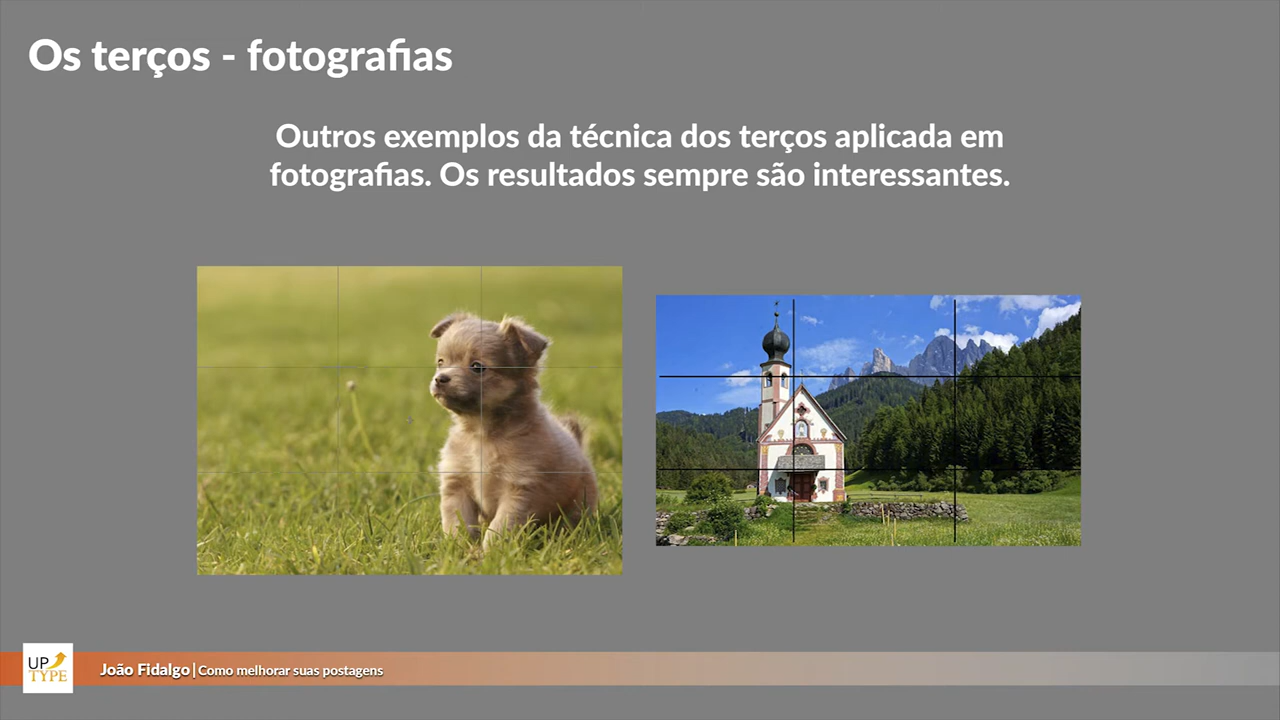 Os terços - fotografias
Outros exemplos da técnica dos terços aplicada em
fotografias. Os resultados sempre são interessantes.
UP
TYPE
João Fidalgo| Como melhorar suas postagens